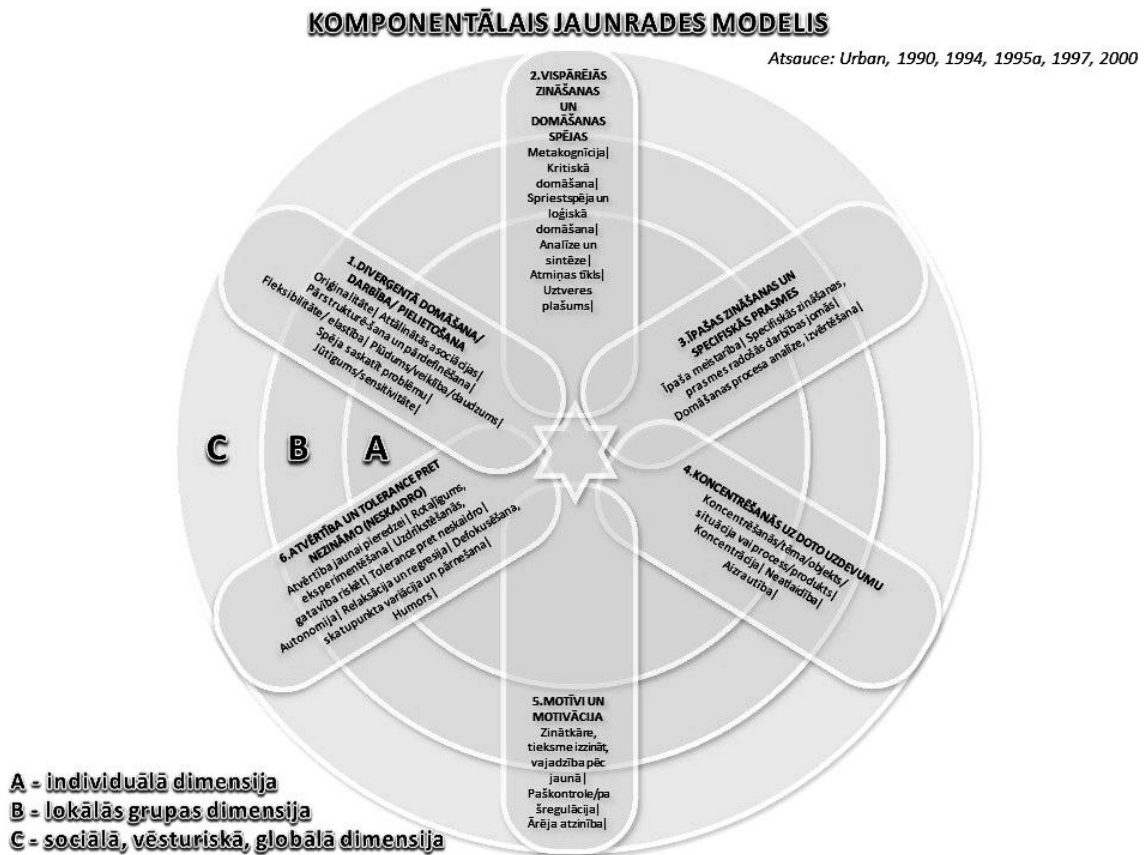 KOMPONENTĀLAIS JAUNRADES MODELIS
Atsauce: Urban, 1990, 1994, 1995a, 1997, 2000
1.DIVERĢENTĀ DOMĀŠANA/
DARBĪBA/ PIELIETOŠANA
Oriģinalitāte| Attālinātās asociācijas|
Pārstrukturē-šana un pārdefinēšana|
Fleksibilitāte/ elastība| Plūdums/veiklība/daudzums|
Spēja saskatīt problēmu|
Jūtīgums/sensitivitāte|
2.VISPĀRĒJĀS
ZINĀŠANAS
UN
DOMĀŠANAS
SPĒJAS
Metakognīcija|
Kritiskā
domāšana|
Spriestspēja un
loģiskā
domāšana|
Analīze un
sintēze|
Atmiņas tīkls|
Uztveres
plašums|
3.ĪPAŠAS ZINĀŠANAS UN
SPECIFISKĀS PRASMES
Īpaša meistarība| Specifiskās zināšanas,
prasmes radošās darbības jomās|
Domāšanas procesa analīze, izvērtēšana|
4.KONCENTRĒŠANĀS UZ DOTO UZDEVUMU
Koncentrēšanās/tēma/objekts/
situācija vai process/produkts|
Koncentrācija| Neatlaidība|
Aizrautība|
5.MOTĪVI UN
MOTIVĀCIJA
Zinātkāre,
tieksme izzināt,
vajadzība pēc
jaunā|
Paškontrole/pa
šregulācija|
Ārēja atzinība|
6.ATVĒRTĪBA UN TOLERANCE PRET
NEZINĀMO (NESKAIDRO)
Atvērtība jaunai pieredzei| Rotaļīgums,
eksperimentēšana| Uzdrīkstēšanās,
gatavība riskēt| Tolerance pret neskaidro|
Autonomija| Relaksācija un regresija| Defokusēšana,
skatupunkta variācija un pārnešana|
Humors|
C B A
A - individuālā dimensija
B - lokālās grupas dimensija
C - sociālā, vēsturiskā, globālā dimensija